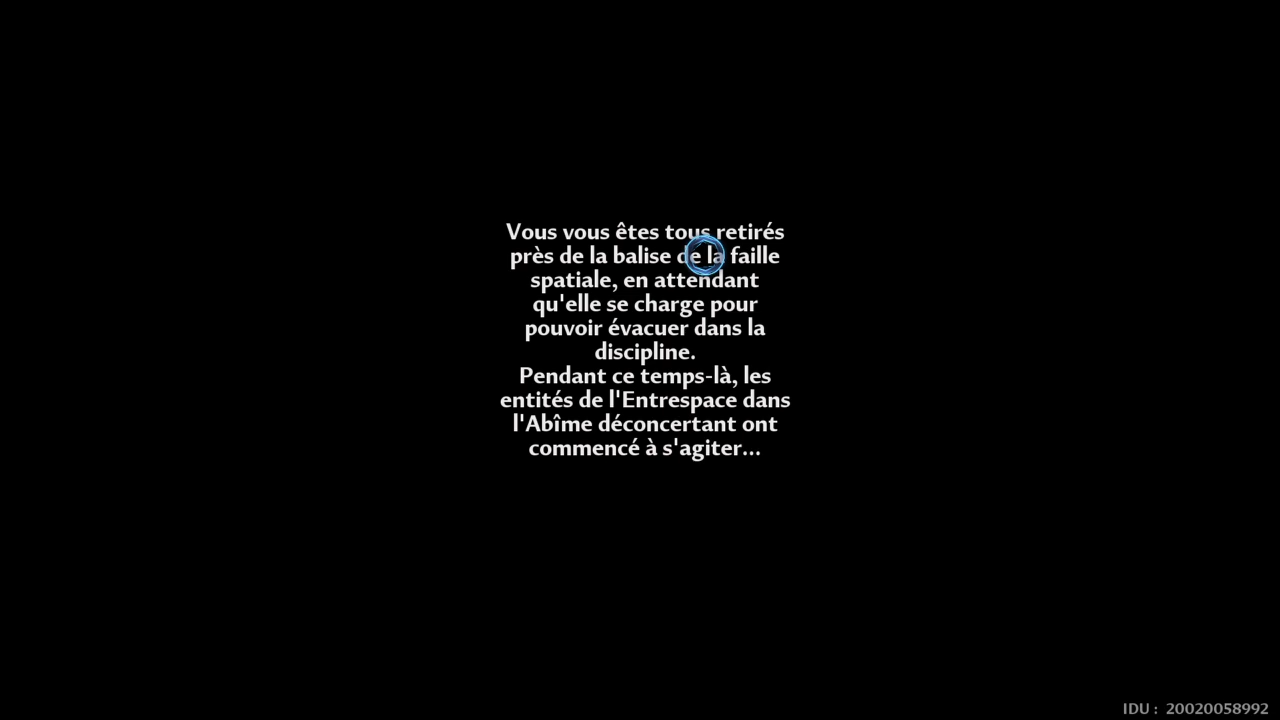 Vous vous êtes tous retirés
près de la balise de la faille
spatiale, en attendant
qu'elle se charge pour
pouvoir évacuer dans la
discipline.
Pendant ce temps-là, les
entités de l'Entrespace dans
l'Abîme déconcertant ont
commencé à s'agiter...
IDU : 20020058992